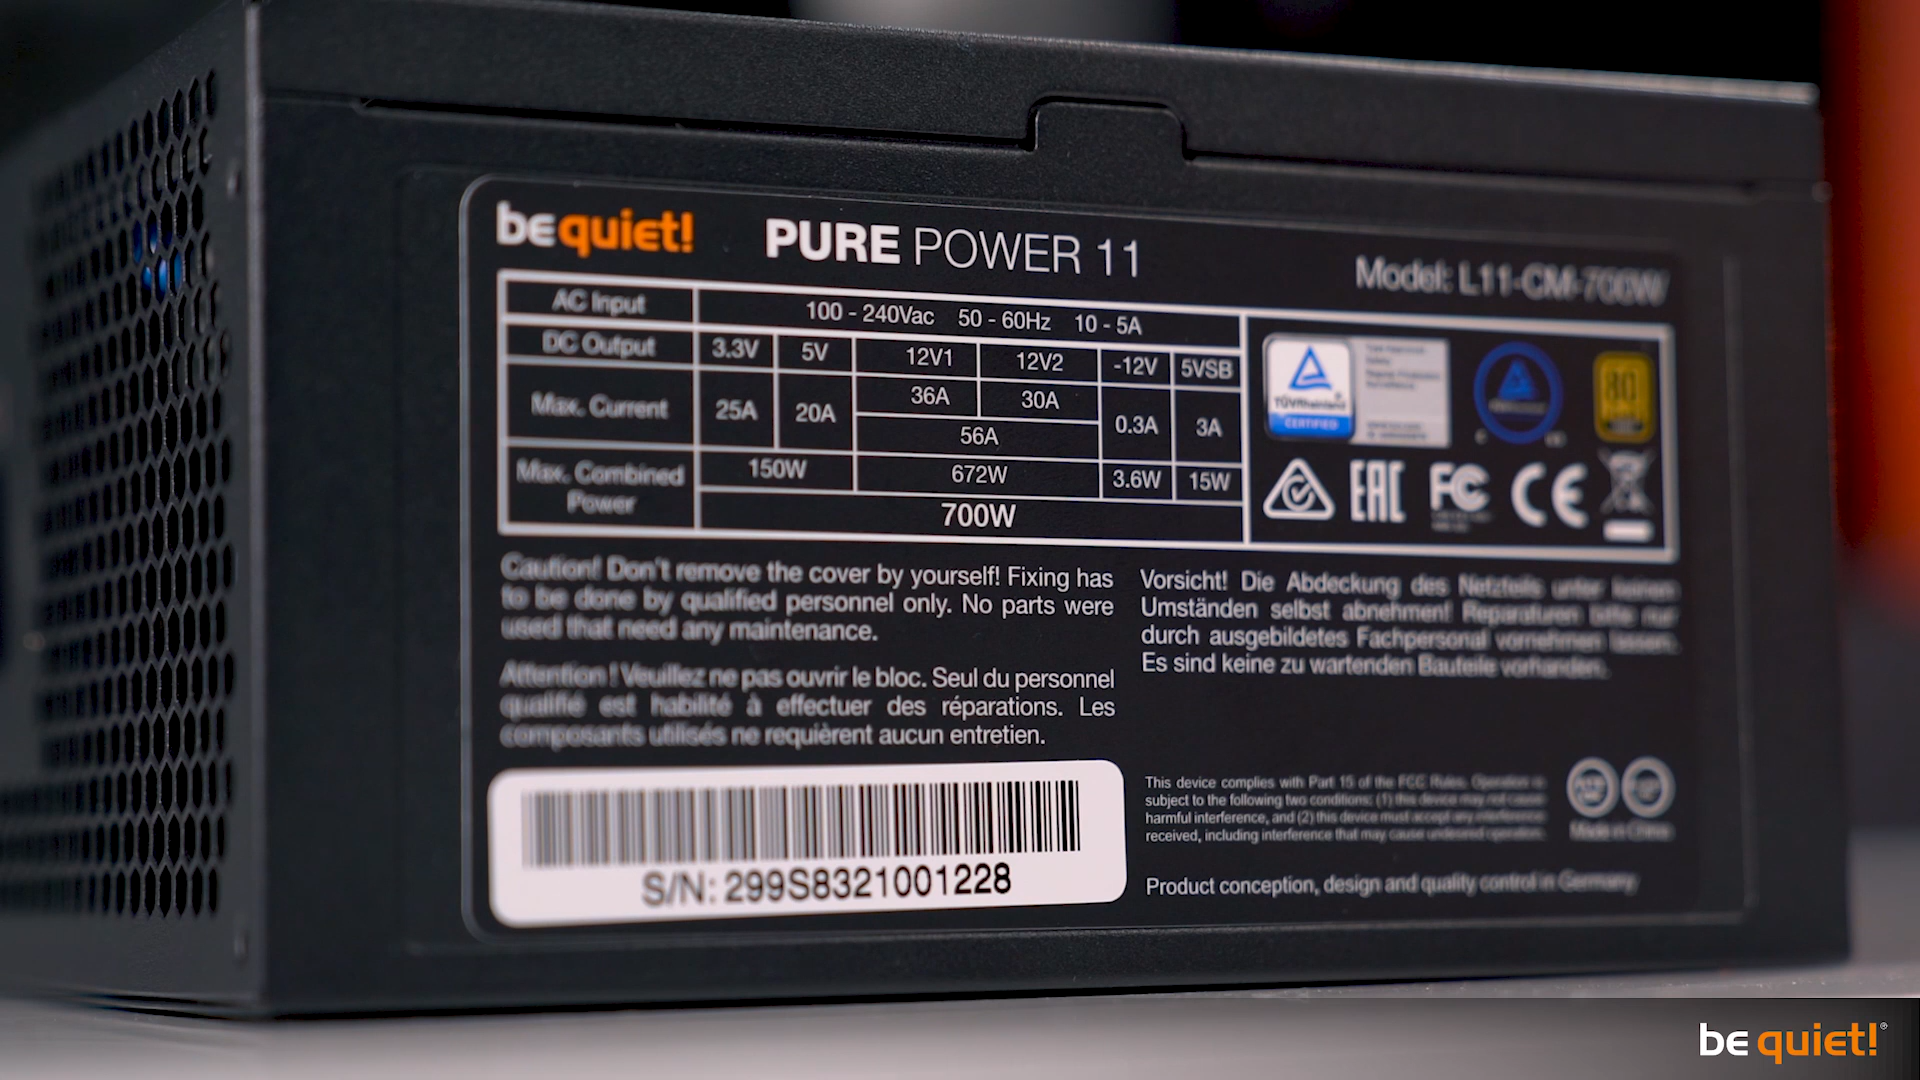 be quiet!
PURE POWER 11
Model: L11-CM-700W
AC Input 100 - 240Vac 50 - 60Hz 10 - 5A
DC Output 3.3V 5V 12V1 12V2 -12V 5VSB
Max. Current 25A 20A 36A 30A 0.3A 3A
56A
Max. Combined Power 150W 672W 3.6W 15W
700W
TÜVRheinland
CERTIFIED
80
EAC
FC
CE
Caution! Don't remove the cover by yourself! Fixing has
to be done by qualified personnel only. No parts were
used that need any maintenance.
Attention ! Veuillez ne pas ouvrir le bloc. Seul du personnel
qualifié est habilité à effectuer des réparations. Les
composants utilisés ne requièrent aucun entretien.
Vorsicht! Die Abdeckung des Netzteils unter keinen
Umständen selbst abnehmen! Reparaturen bitte nur
durch ausgebildetes Fachpersonal vornehmen lassen.
Es sind keine zu wartenden Bauteile vorhanden.
S/N: 299S8321001228
This device complies with Part 15 of the FCC Rules. Operation is
subject to the following two conditions: (1) this device may not cause
harmful interference, and (2) this device must accept any interference
received, including interference that may cause undesired operation.
Made in China
Product conception, design and quality control in Germany
be quiet!®